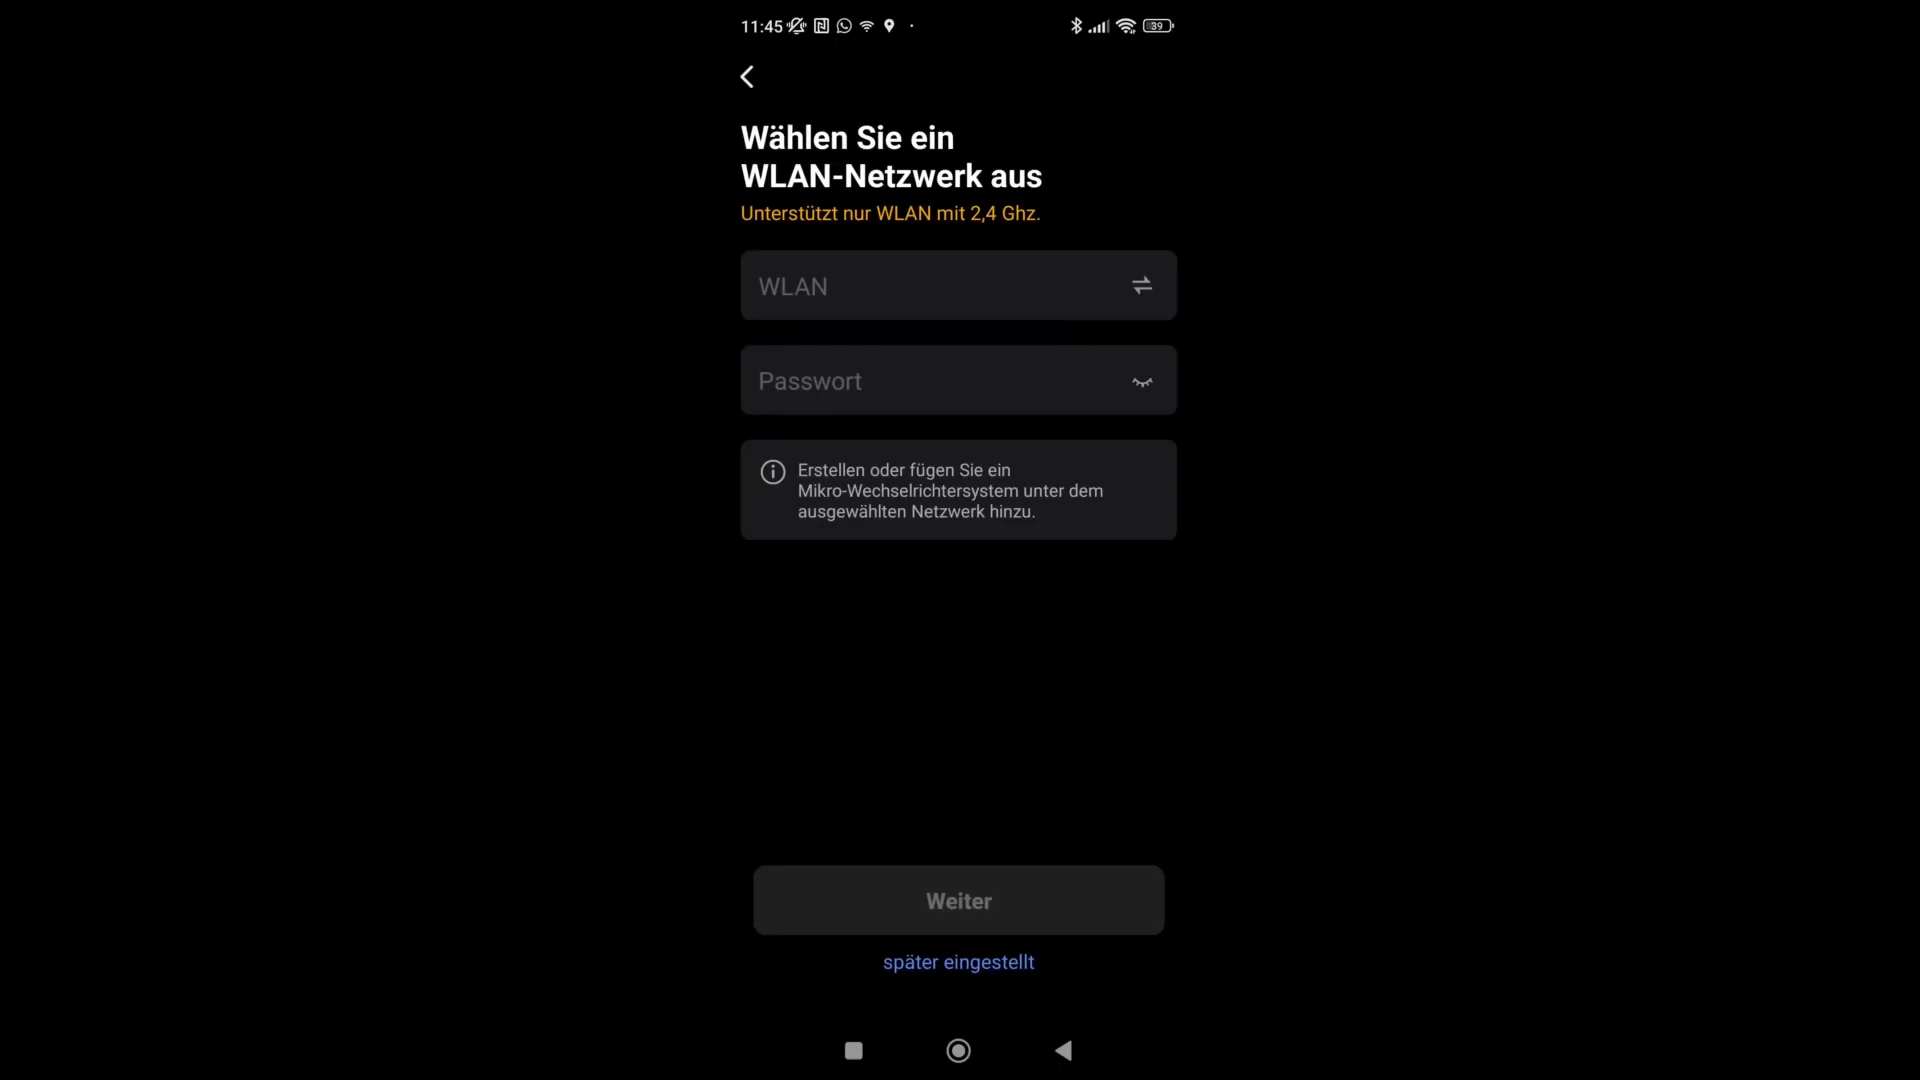 11:45
39
Wählen Sie ein
WLAN-Netzwerk aus
Unterstützt nur WLAN mit 2,4 Ghz.
WLAN
Passwort
Erstellen oder fügen Sie ein
Mikro-Wechselrichtersystem unter dem
ausgewählten Netzwerk hinzu.
Weiter
später eingestellt